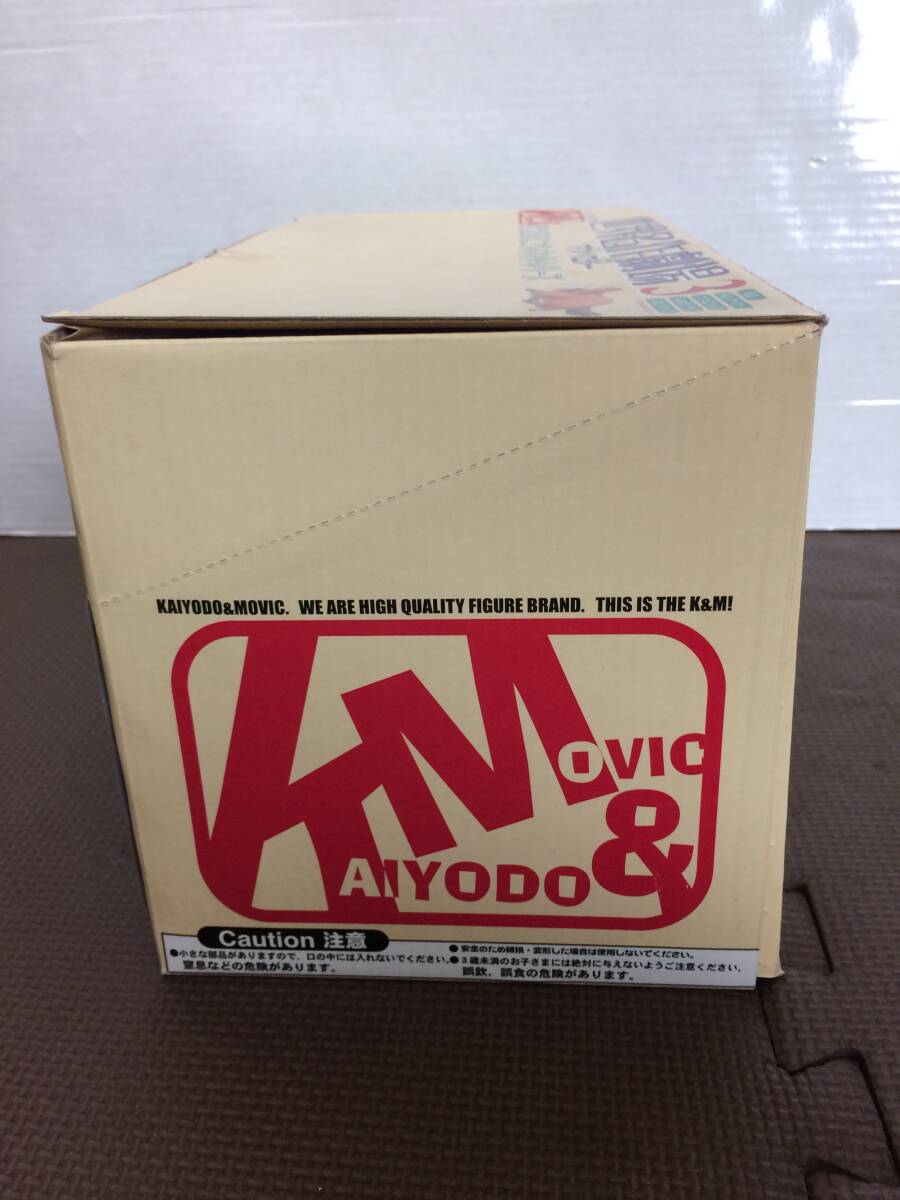 KAIYODO&MOVIC. WE ARE HIGH QUALITY FIGURE BRAND. THIS IS THE K&M!
KAIYODO & MOVIC
Caution 注意
●小さな部品がありますので、口の中には入れないでください。
窒息などの危険があります。
●安全のため破損・変形した場合は使用しないでください。
●3歳未満のお子さまには絶対に与えないようご注意ください。
誤飲、誤食の危険があります。